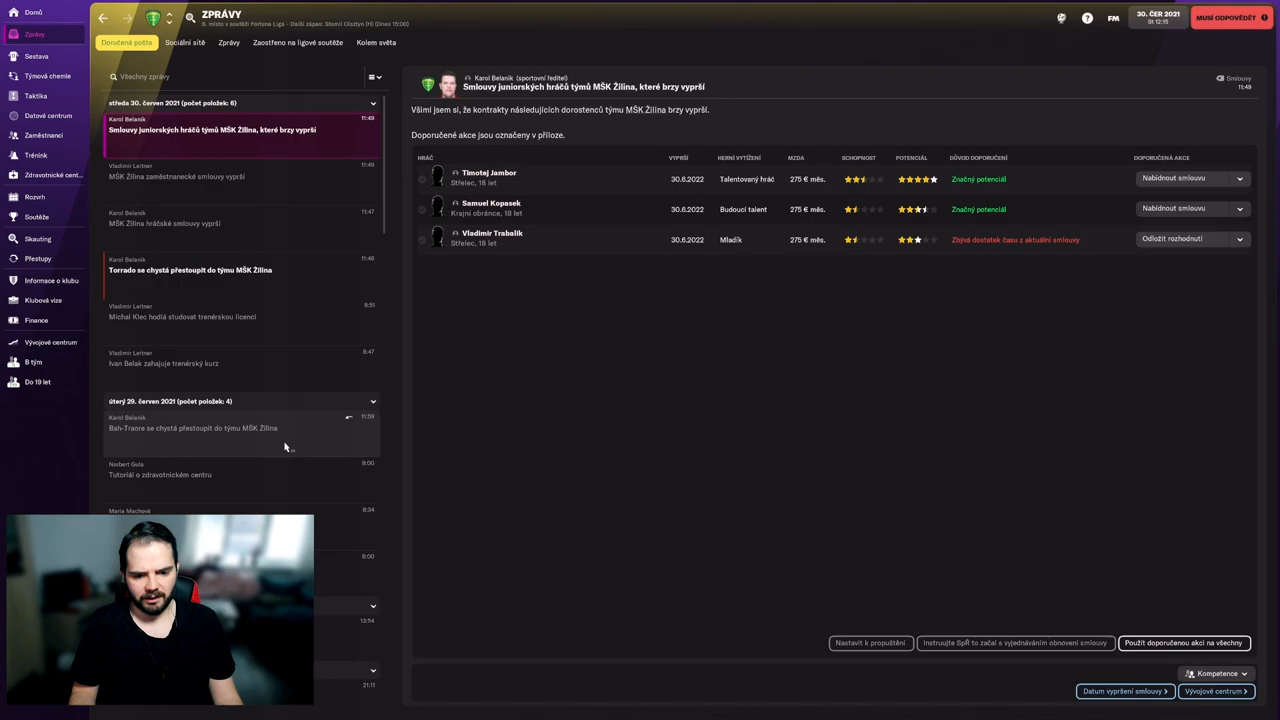 Domů
Zprávy
Sestava
Týmová chemie
Taktika
Datové centrum
Zaměstnanci
Trénink
Zdravotnické cent...
Rozvrh
Soutěže
Skauting
Přestupy
Informace o klubu
Klubová vize
Finance
Vývojové centrum
B tým
Do 19 let
ZPRÁVY
6. místo v soutěži Fortuna Liga - Další zápas: Stomil Olsztyn (H) (Dnes 15:00)
FM
30. ČER 2021
St 12:15
MUSÍ ODPOVĚDĚT
Doručená pošta
Sociální sítě
Zprávy
Zaostřeno na ligové soutěže
Kolem světa
Všechny zprávy
středa 30. červen 2021 (počet položek: 6)
Karol Belanik
11:49
Smlouvy juniorských hráčů týmů MŠK Žilina, které brzy vyprší
Vladimír Leitner
11:48
MŠK Žilina zaměstnanecké smlouvy vyprší
Karol Belanik
11:47
MŠK Žilina hráčské smlouvy vyprší
Karol Belanik
11:46
Torrado se chystá přestoupit do týmu MŠK Žilina
Vladimír Leitner
8:51
Michal Klec hodlá studovat trenérskou licenci
Vladimír Leitner
8:47
Ivan Belak zahajuje trenérský kurz
úterý 29. červen 2021 (počet položek: 4)
Karol Belanik
11:59
Bah-Traore se chystá přestoupit do týmu MŠK Žilina
Norbert Gula
9:00
Tutoriál o zdravotnickém centru
Maria Machová
8:34
8:00
13:54
21:11
Karol Belanik (sportovní ředitel)
Smlouvy juniorských hráčů týmů MŠK Žilina, které brzy vyprší
Smlouvy
11:49
Všiml jsem si, že kontrakty následujících dorostenců týmu MŠK Žilina brzy vyprší.
Doporučené akce jsou označeny v příloze.
HRÁČ
VYPRŠÍ
HERNÍ VYTÍŽENÍ
MZDA
SCHOPNOST
POTENCIÁL
DŮVOD DOPORUČENÍ
DOPORUČENÁ AKCE
Timotej Jambor
Střelec, 18 let
30.6.2022
Talentovaný hráč
275 € měs.
Značný potenciál
Nabídnout smlouvu
Samuel Kopasek
Krajní obránce, 18 let
30.6.2022
Budoucí talent
275 € měs.
Značný potenciál
Nabídnout smlouvu
Vladimír Trabalík
Střelec, 18 let
30.6.2022
Mladík
275 € měs.
Zbývá dostatek času z aktuální smlouvy
Odložit rozhodnutí
Nastavit k propuštění
Instruujte SpŘ to začal s vyjednáváním obnovení smlouvy
Použít doporučenou akci na všechny
Kompetence
Datum vypršení smlouvy
Vývojové centrum